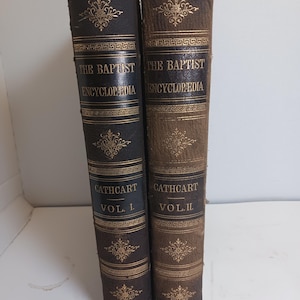 THE BAPTIST
ENCYCLOPÆDIA
CATHCART
VOL. I.
THE BAPTIST
ENCYCLOPÆDIA
CATHCART
VOL. II.